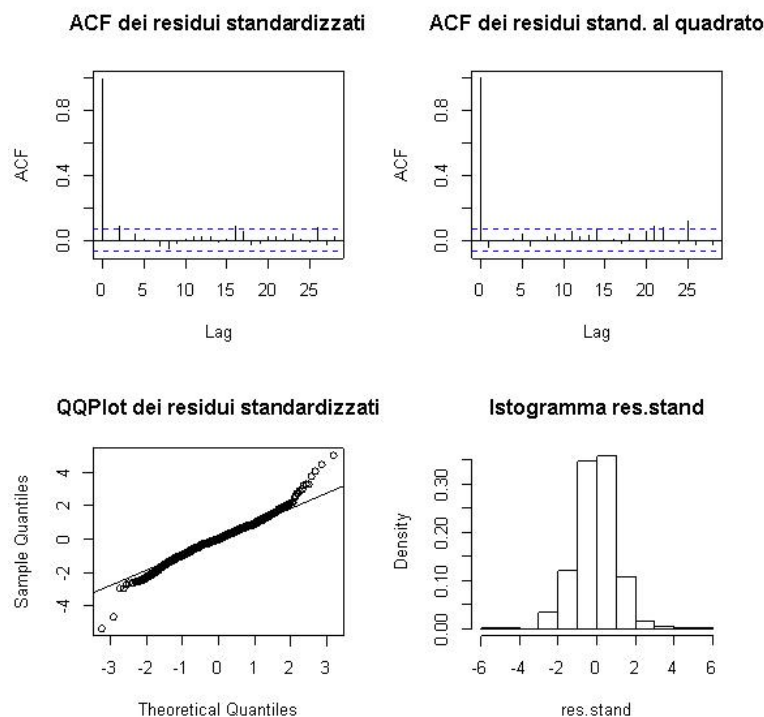 ACF dei residui standardizzati
ACF
0.0 0.4 0.8
0 5 10 15 20 25
Lag
ACF dei residui stand. al quadrato
ACF
0.0 0.4 0.8
0 5 10 15 20 25
Lag
QQPlot dei residui standardizzati
Sample Quantiles
-4 -2 0 2 4
-3 -2 -1 0 1 2 3
Theoretical Quantiles
Istogramma res.stand
Density
0.00 0.10 0.20 0.30
-6 -4 -2 0 2 4 6
res.stand